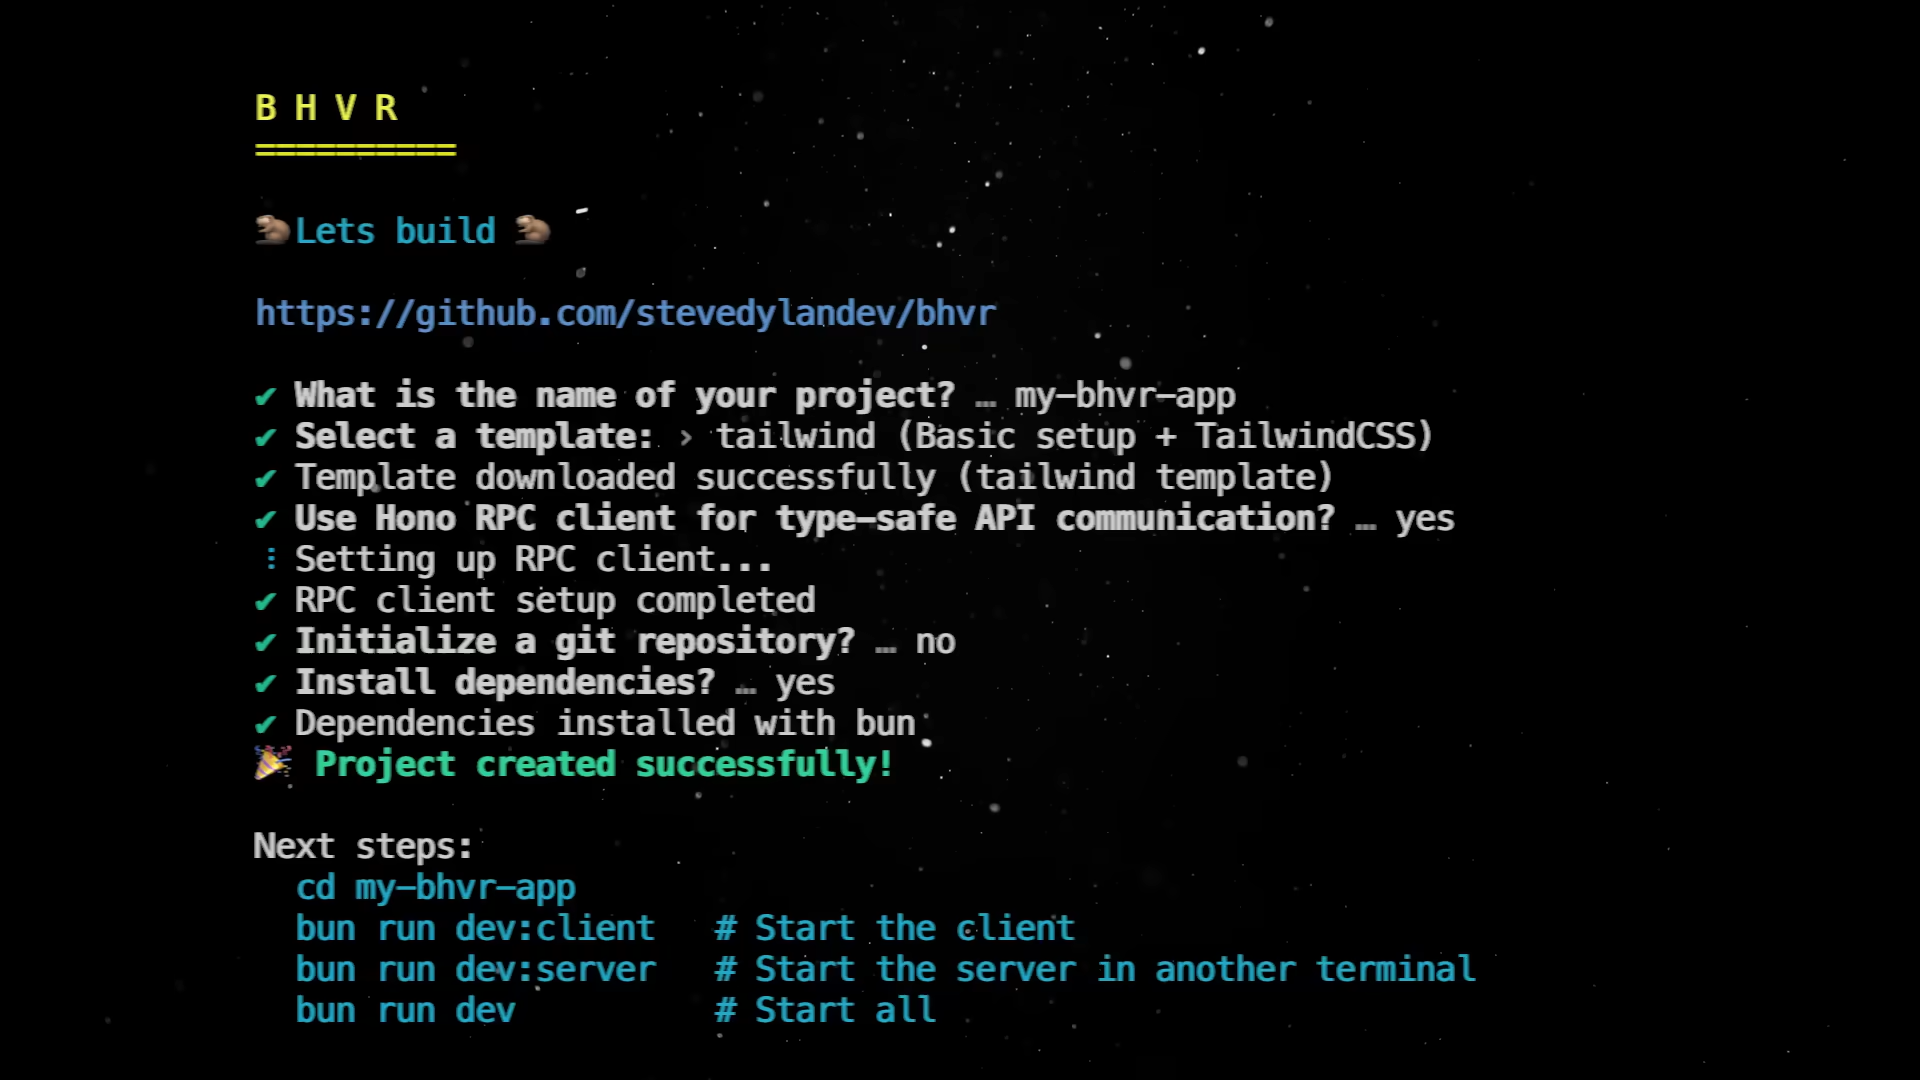 B H V R
==========
🦫Lets build 🦫
https://github.com/stevedylandev/bhvr
✔ What is the name of your project? … my-bhvr-app
✔ Select a template: › tailwind (Basic setup + TailwindCSS)
✔ Template downloaded successfully (tailwind template)
✔ Use Hono RPC client for type-safe API communication? … yes
⠸ Setting up RPC client...
✔ RPC client setup completed
✔ Initialize a git repository? … no
✔ Install dependencies? … yes
✔ Dependencies installed with bun
🎉 Project created successfully!
Next steps:
cd my-bhvr-app
bun run dev:client # Start the client
bun run dev:server # Start the server in another terminal
bun run dev # Start all